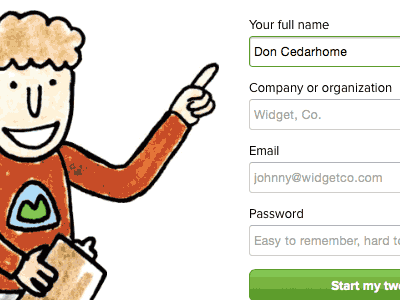 Your full name
Don Cedarhome
Company or organization
Widget, Co.
Email
johnny@widgetco.com
Password
Easy to remember, hard to
Start my